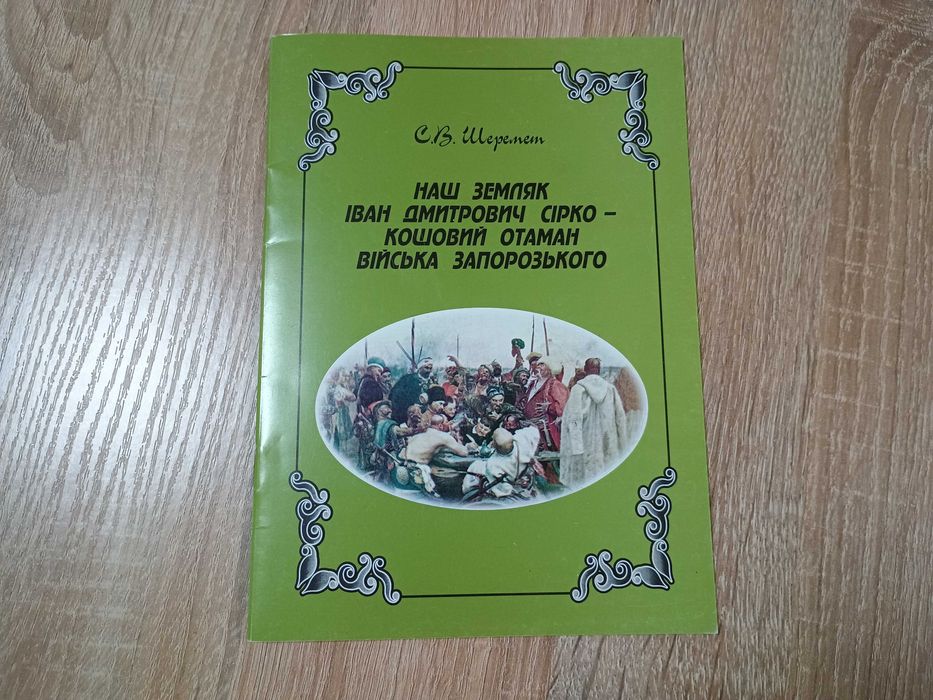 С.В. Шеремет
НАШ ЗЕМЛЯК
ІВАН ДМИТРОВИЧ СІРКО –
КОШОВИЙ ОТАМАН
ВІЙСЬКА ЗАПОРОЗЬКОГО